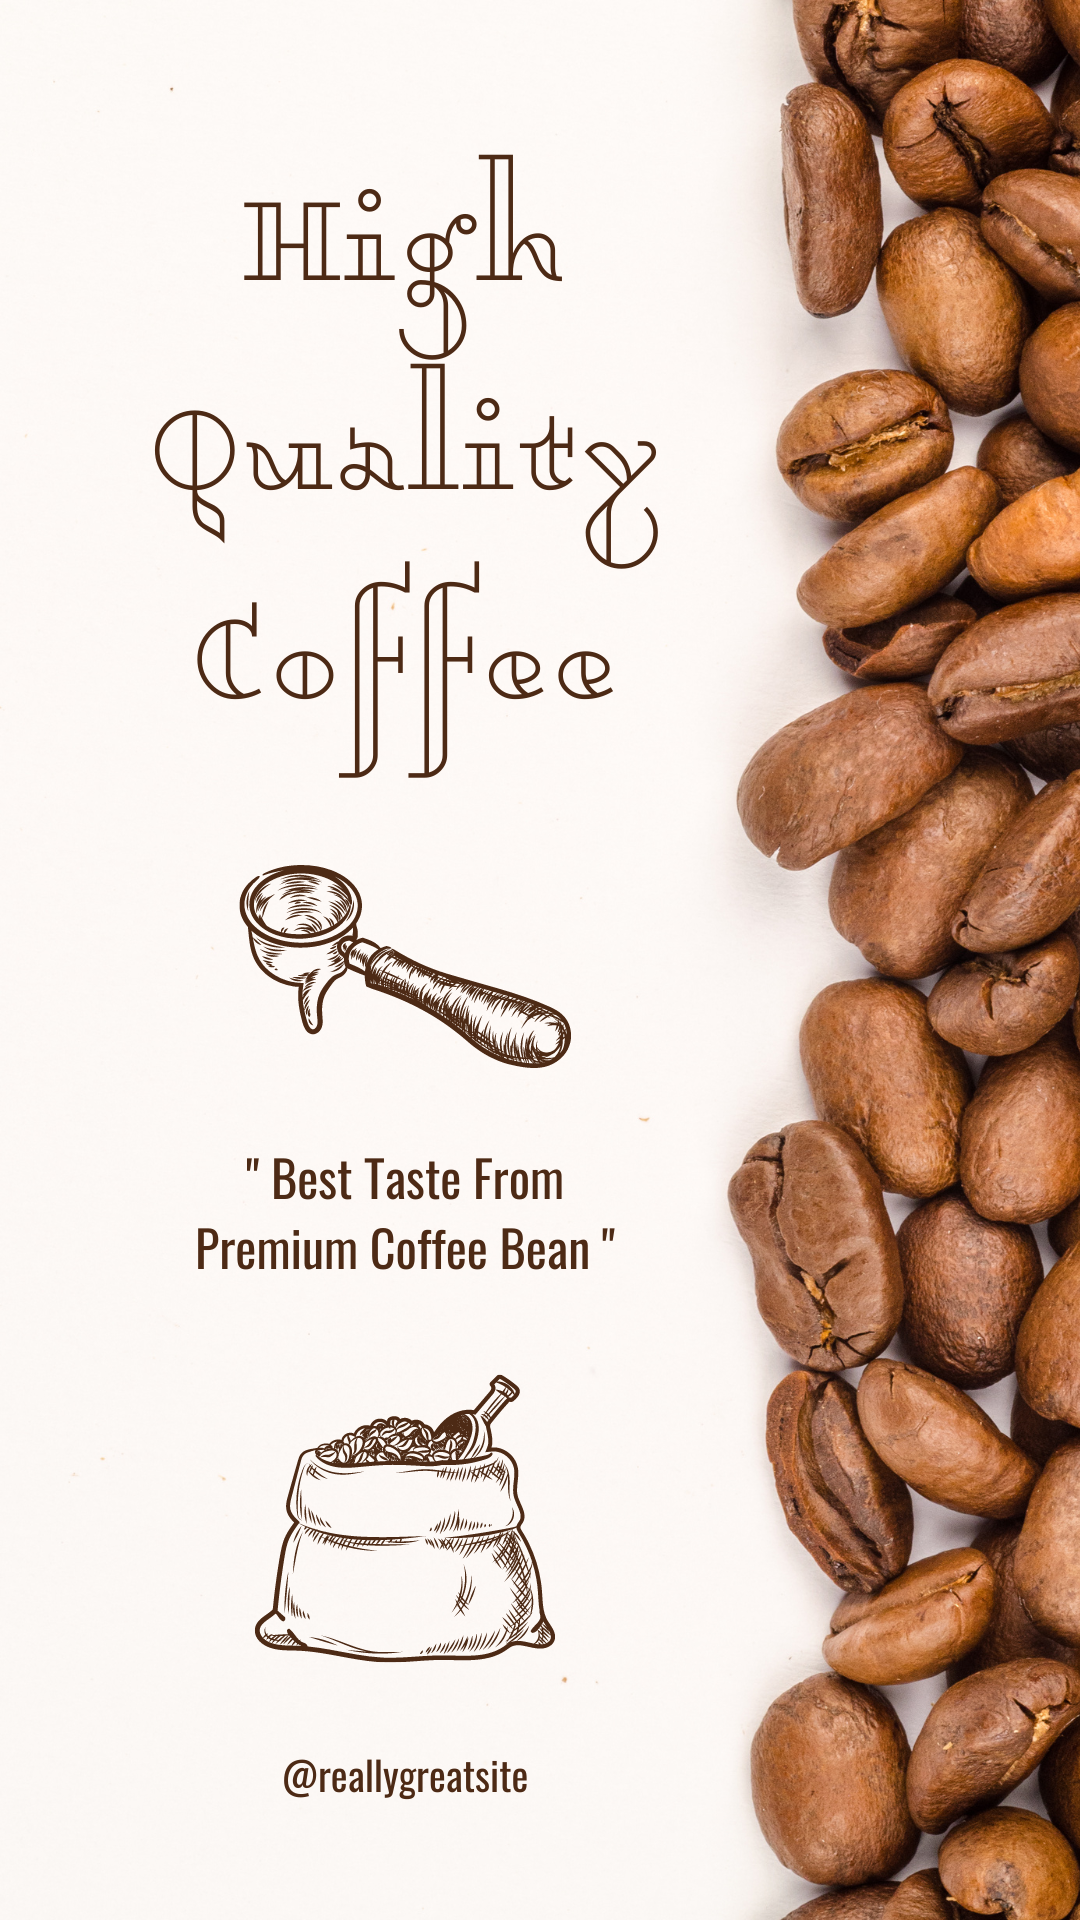 High
Quality
Coffee
" Best Taste From
Premium Coffee Bean "
@reallygreatsite